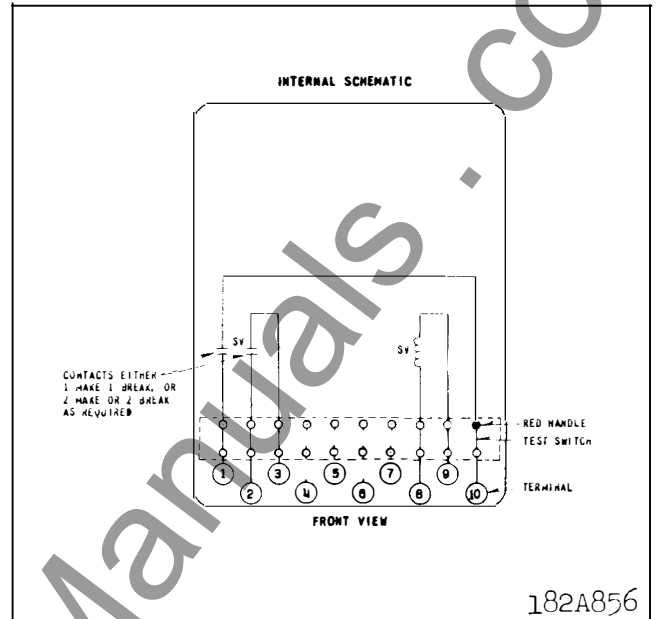 INTERNAL SCHEMATIC
SV
SV
CONTACTS EITHER
1 MAKE 1 BREAK, OR
2 MAKE OR 2 BREAK
AS REQUIRED
RED HANDLE
TEST SWITCH
1
2
3
4
5
6
7
8
9
10
TERMINAL
FRONT VIEW
182A856
Manuals.co